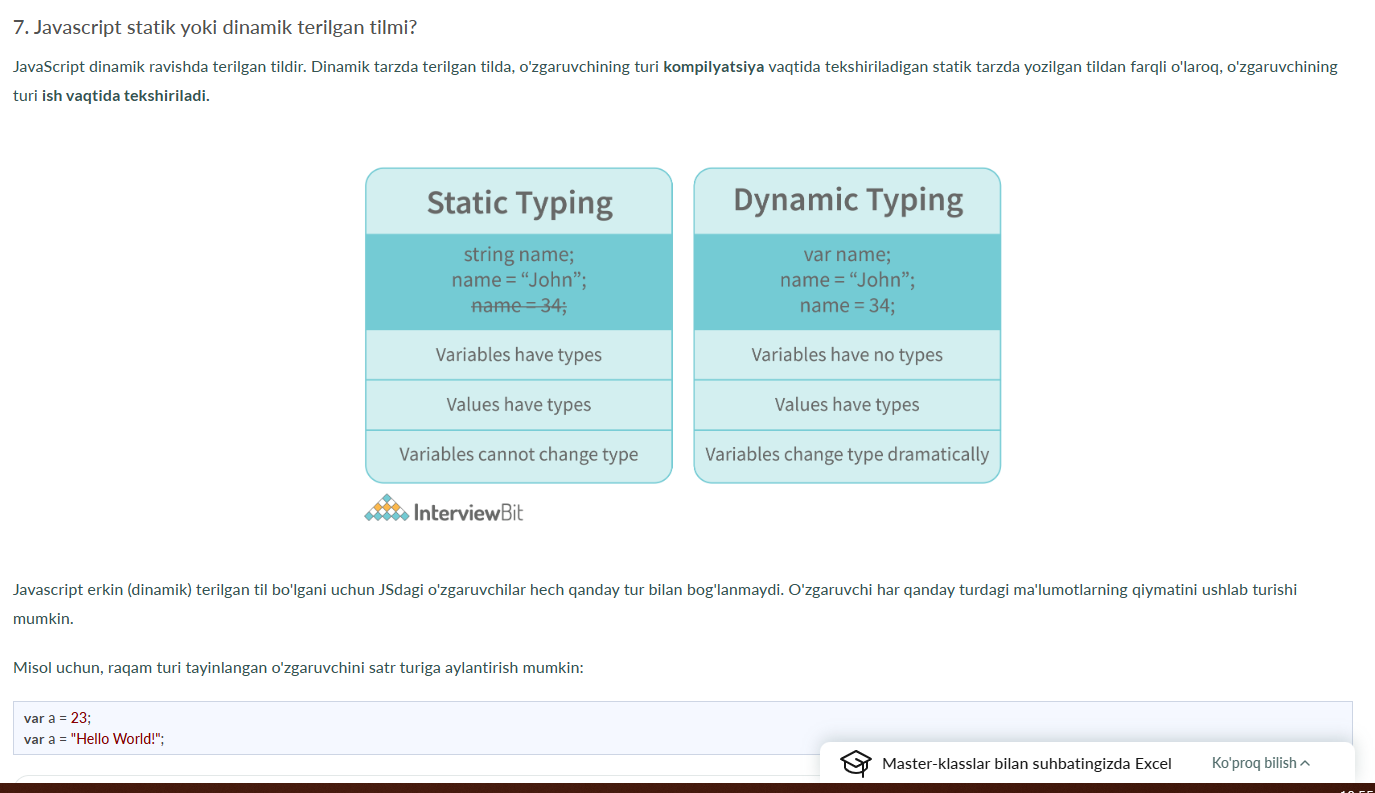 7. Javascript statik yoki dinamik terilgan tilmi?
JavaScript dinamik ravishda terilgan tildir. Dinamik tarzda terilgan tilda, o'zgaruvchining turi kompilyatsiya vaqtida tekshiriladigan statik tarzda yozilgan tildan farqli o'laroq, o'zgaruvchining
turi ish vaqtida tekshiriladi.
Static Typing
string name;
name = “John”;
name = 34;
Variables have types
Values have types
Variables cannot change type
Dynamic Typing
var name;
name = “John”;
name = 34;
Variables have no types
Values have types
Variables change type dramatically
InterviewBit
Javascript erkin (dinamik) terilgan til bo'lgani uchun JSdagi o'zgaruvchilar hech qanday tur bilan bog'lanmaydi. O'zgaruvchi har qanday turdagi ma'lumotlarning qiymatini ushlab turishi
mumkin.
Misol uchun, raqam turi tayinlangan o'zgaruvchini satr turiga aylantirish mumkin:
var a = 23;
var a = "Hello World!";
Master-klasslar bilan suhbatingizda Excel
Ko'proq bilish